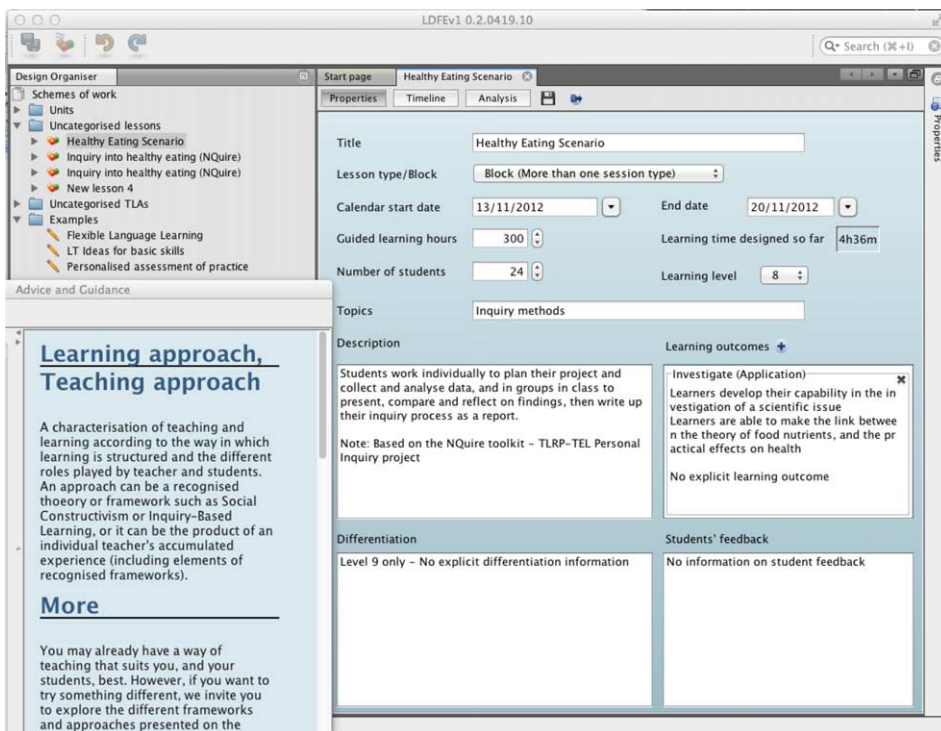 LDFEv1 0.2.0419.10
Search (⌘+I)
Design Organiser
Schemes of work
Units
Uncategorised lessons
Healthy Eating Scenario
Inquiry into healthy eating (NQuire)
Inquiry into healthy eating (NQuire)
New lesson 4
Uncategorised TLAs
Examples
Flexible Language Learning
LT Ideas for basic skills
Personalised assessment of practice
Advice and Guidance
Learning approach,
Teaching approach
A characterisation of teaching and
learning according to the way in which
learning is structured and the different
roles played by teacher and students.
An approach can be a recognised
thoeory or framework such as Social
Constructivism or Inquiry-Based
Learning, or it can be the product of an
individual teacher's accumulated
experience (including elements of
recognised frameworks).
More
You may already have a way of
teaching that suits you, and your
students, best. However, if you want to
try something different, we invite you
to explore the different frameworks
and approaches presented on the
Start page
Healthy Eating Scenario
Properties
Timeline
Analysis
Title
Healthy Eating Scenario
Lesson type/Block
Block (More than one session type)
Calendar start date
13/11/2012
End date
20/11/2012
Guided learning hours
300
Learning time designed so far
4h36m
Number of students
24
Learning level
8
Topics
Inquiry methods
Description
Students work individually to plan their project and
collect and analyse data, and in groups in class to
present, compare and reflect on findings, then write up
their inquiry process as a report.
Note: Based on the NQuire toolkit - TLRP-TEL Personal
Inquiry project
Learning outcomes
Investigate (Application)
Learners develop their capability in the in
vestigation of a scientific issue
Learners are able to make the link betwee
n the theory of food nutrients, and the pr
actical effects on health
No explicit learning outcome
Differentiation
Level 9 only - No explicit differentiation information
Students' feedback
No information on student feedback
Properties